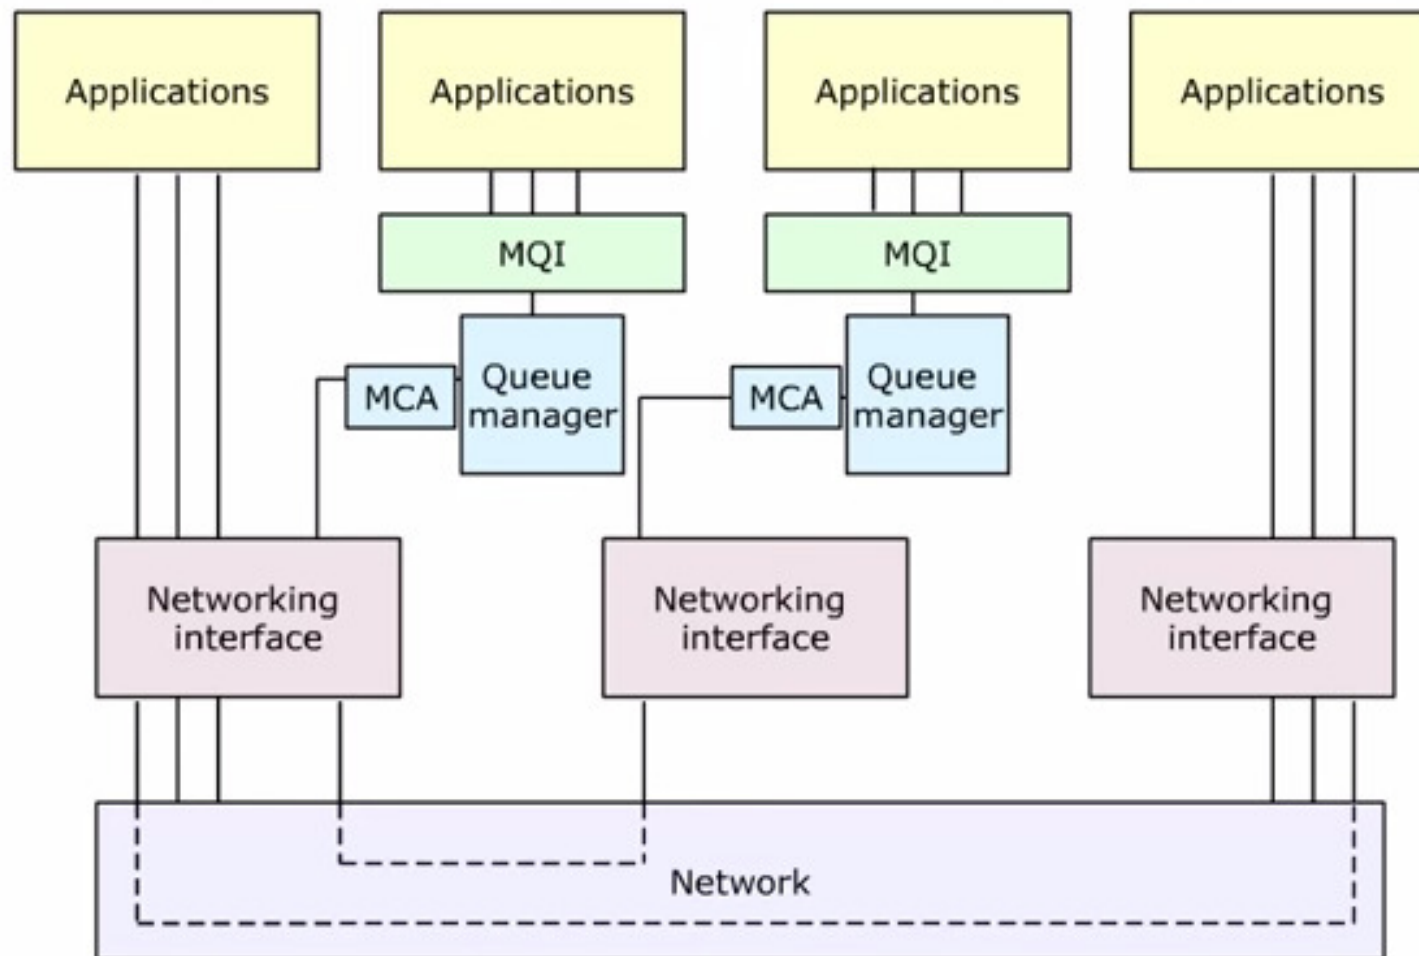 Applications
Applications
Applications
Applications
MQI
MQI
MCA
Queue
manager
MCA
Queue
manager
Networking
interface
Networking
interface
Networking
interface
Network